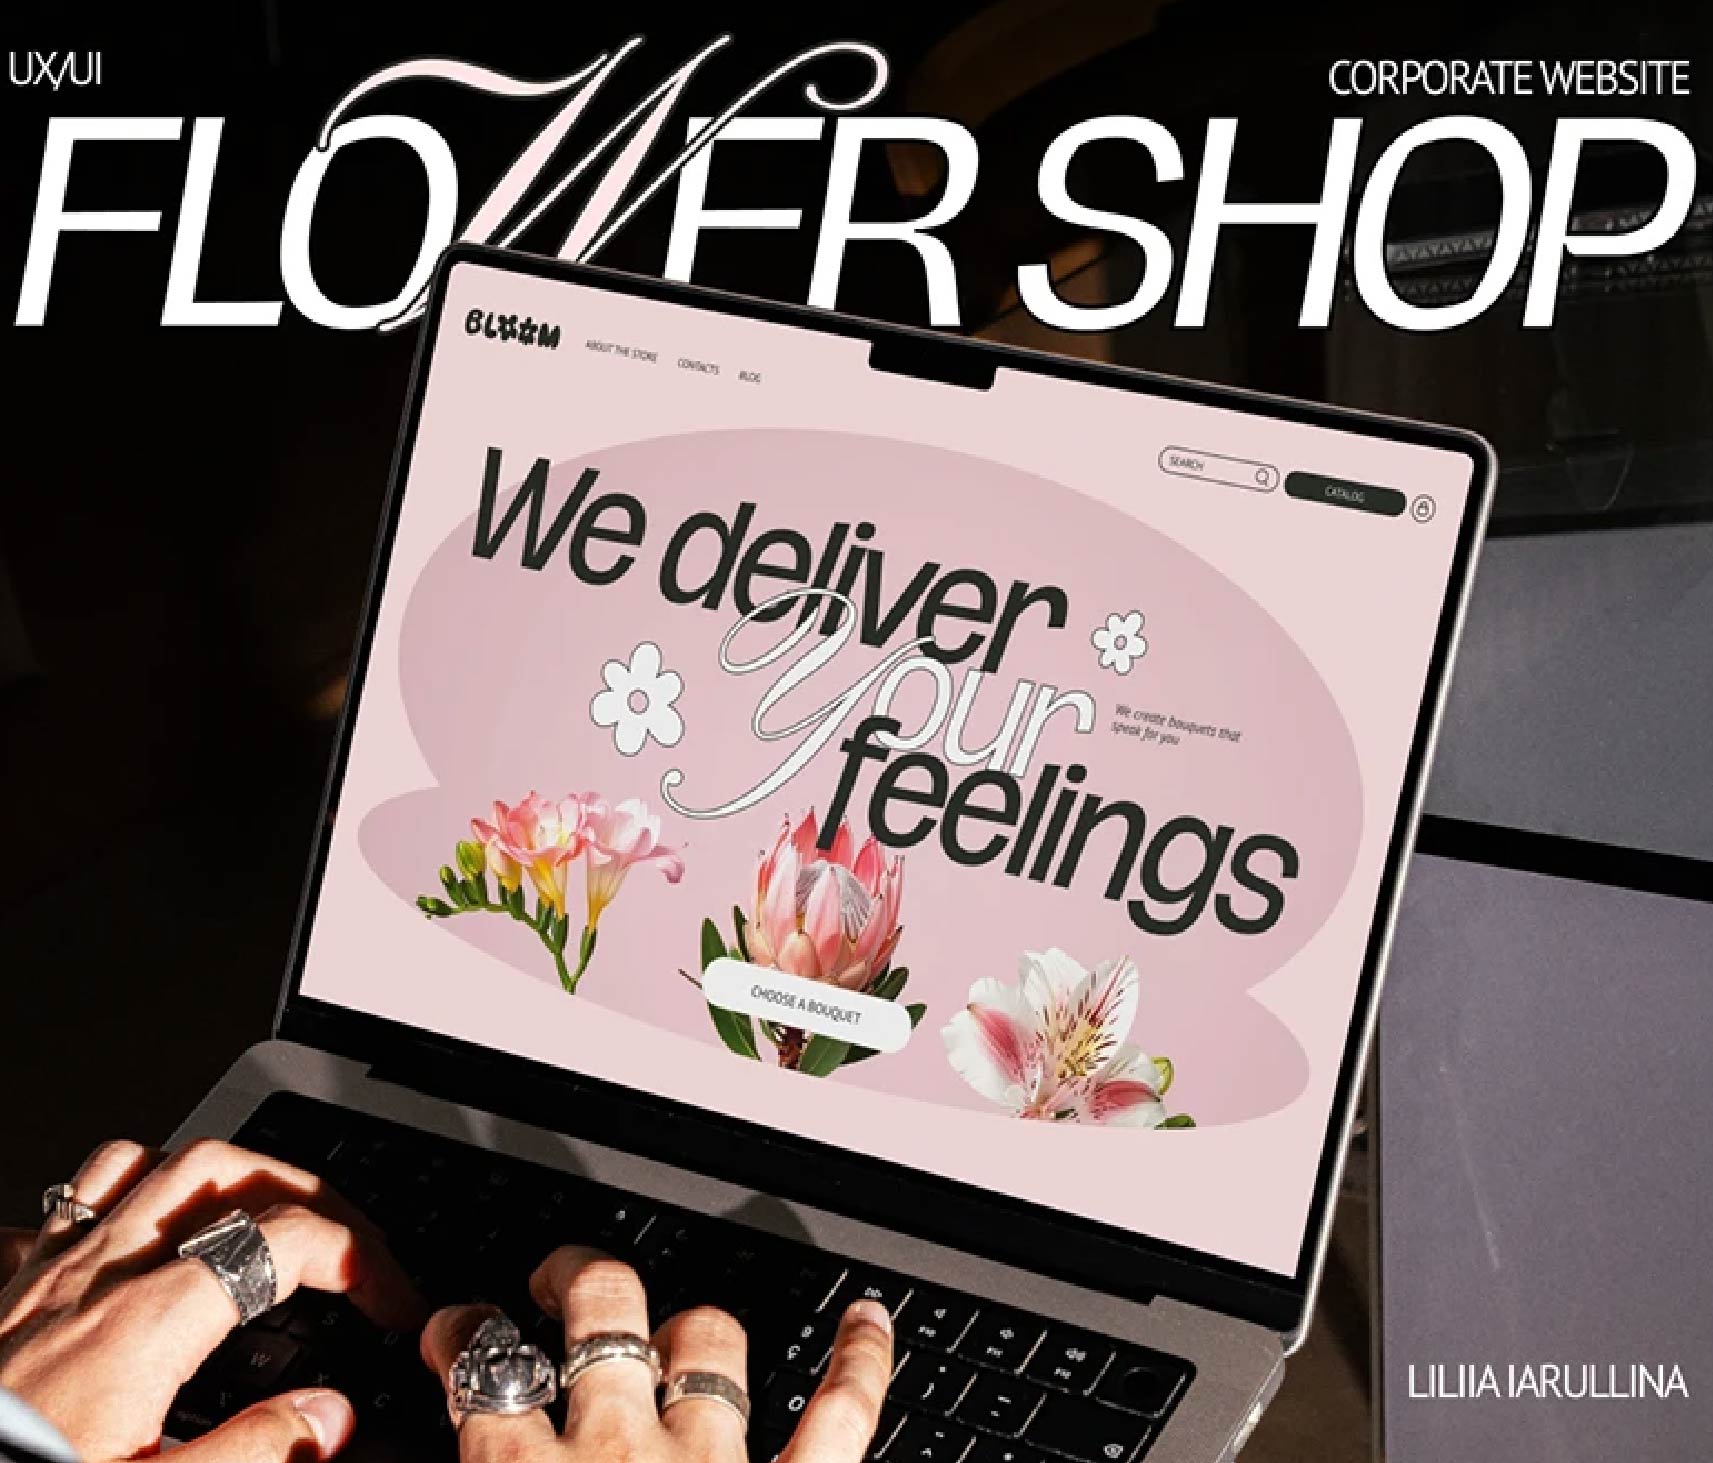 UX/UI
CORPORATE WEBSITE
FLOWER SHOP
BLOOM
ABOUT THE STORE
CONTACTS
BLOG
SEARCH
CATALOG
We deliver
Your
feelings
We create bouquets that
speak for you
CHOOSE A BOUQUET
LILIIA IARULLINA